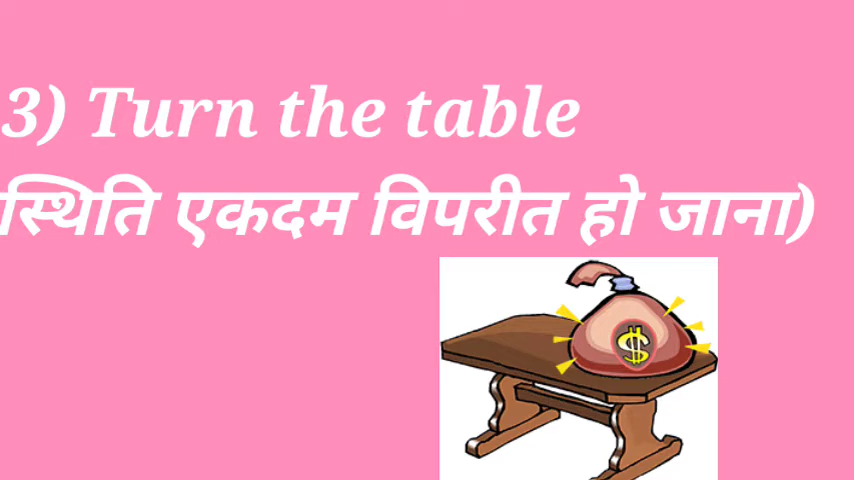 3) Turn the table
स्थिति एकदम विपरीत हो जाना)
$